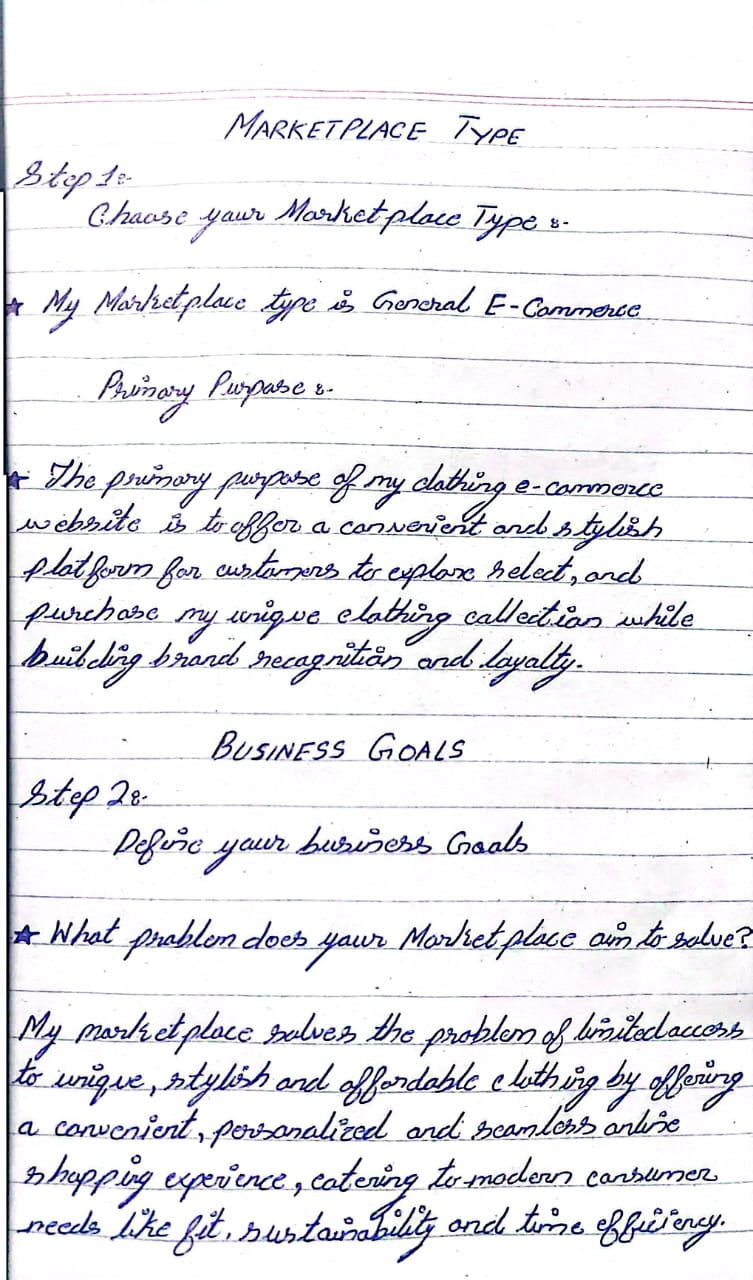 MARKETPLACE TYPE
Step 1:-
Choose your Marketplace Type :-
★ My Marketplace type is General E-Commerce
Primary Purpose :-
★ The primary purpose of my clothing e-commerce
website is to offer a convenient and stylish
platform for customers to explore select, and
purchase my unique clothing collection while
building brand recognition and loyalty.
BUSINESS GOALS
Step 2:-
Define your business Goals
★ What problem does your Marketplace aim to solve?
My marketplace solves the problem of limited access
to unique, stylish and affordable clothing by offering
a convenient, personalized and seamless online
shopping experience, catering to modern consumer
needs like fit, sustainability and time efficiency.